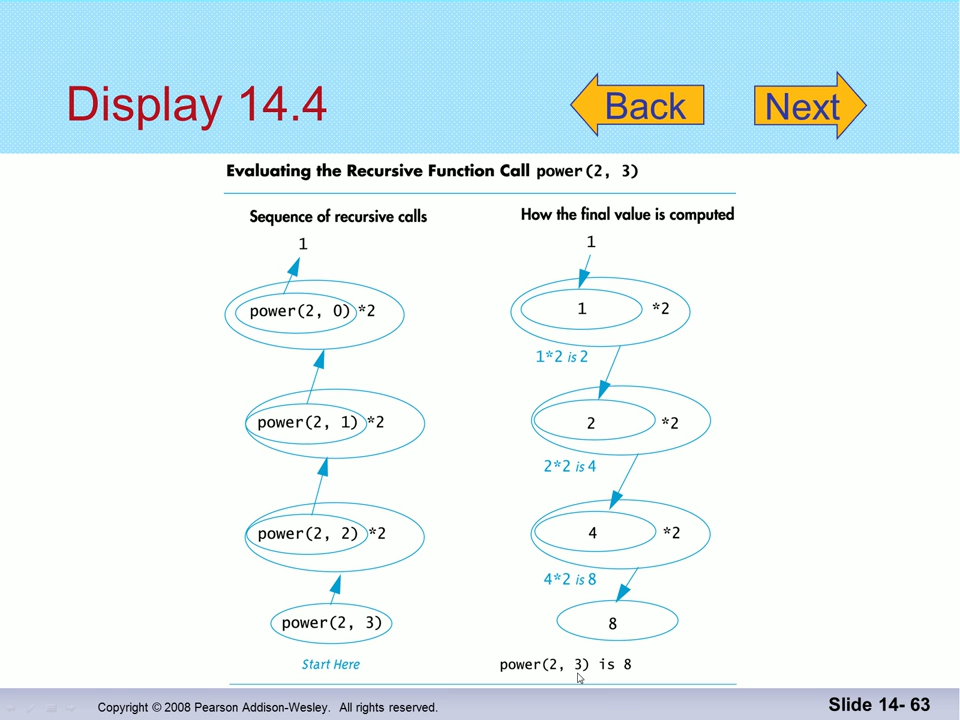 Display 14.4
Back
Next
Evaluating the Recursive Function Call power(2, 3)
Sequence of recursive calls
1
power(2, 0) *2
power(2, 1) *2
power(2, 2) *2
power(2, 3)
Start Here
How the final value is computed
1
1 *2
1*2 is 2
2 *2
2*2 is 4
4 *2
4*2 is 8
8
power(2, 3) is 8
Copyright © 2008 Pearson Addison-Wesley. All rights reserved.
Slide 14- 63